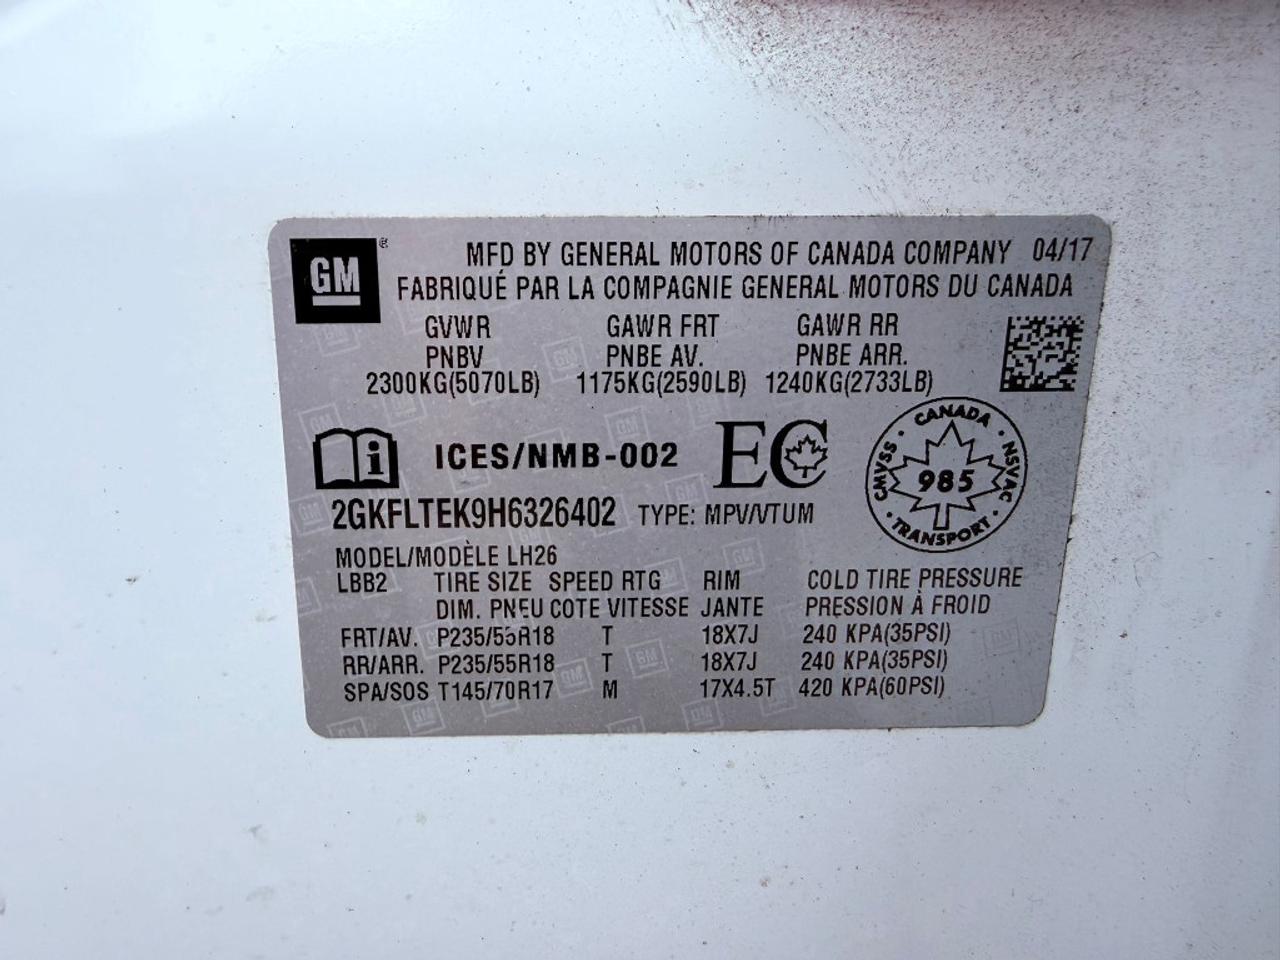 GM ®
MFD BY GENERAL MOTORS OF CANADA COMPANY 04/17
FABRIQUÉ PAR LA COMPAGNIE GENERAL MOTORS DU CANADA
GVWR GAWR FRT GAWR RR
PNBV PNBE AV. PNBE ARR.
2300KG(5070LB) 1175KG(2590LB) 1240KG(2733LB)
i ICES/NMB-002 EC
CANADA
CMVSS 985 NSVAC
TRANSPORT
2GKFLTEK9H6326402 TYPE: MPV/VTUM
MODEL/MODÈLE LH26
LBB2 TIRE SIZE SPEED RTG RIM COLD TIRE PRESSURE
DIM. PNEU COTE VITESSE JANTE PRESSION À FROID
FRT/AV. P235/55R18 T 18X7J 240 KPA(35PSI)
RR/ARR. P235/55R18 T 18X7J 240 KPA(35PSI)
SPA/SOS T145/70R17 M 17X4.5T 420 KPA(60PSI)